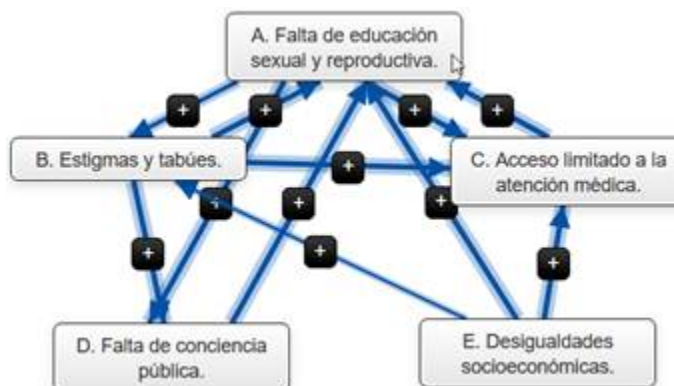 A. Falta de educación
sexual y reproductiva.
+
+
+
+
B. Estigmas y tabúes.
+
C. Acceso limitado a la
atención médica.
+
+
+
+
+
+
D. Falta de conciencia
pública.
E. Desigualdades
socioeconómicas.